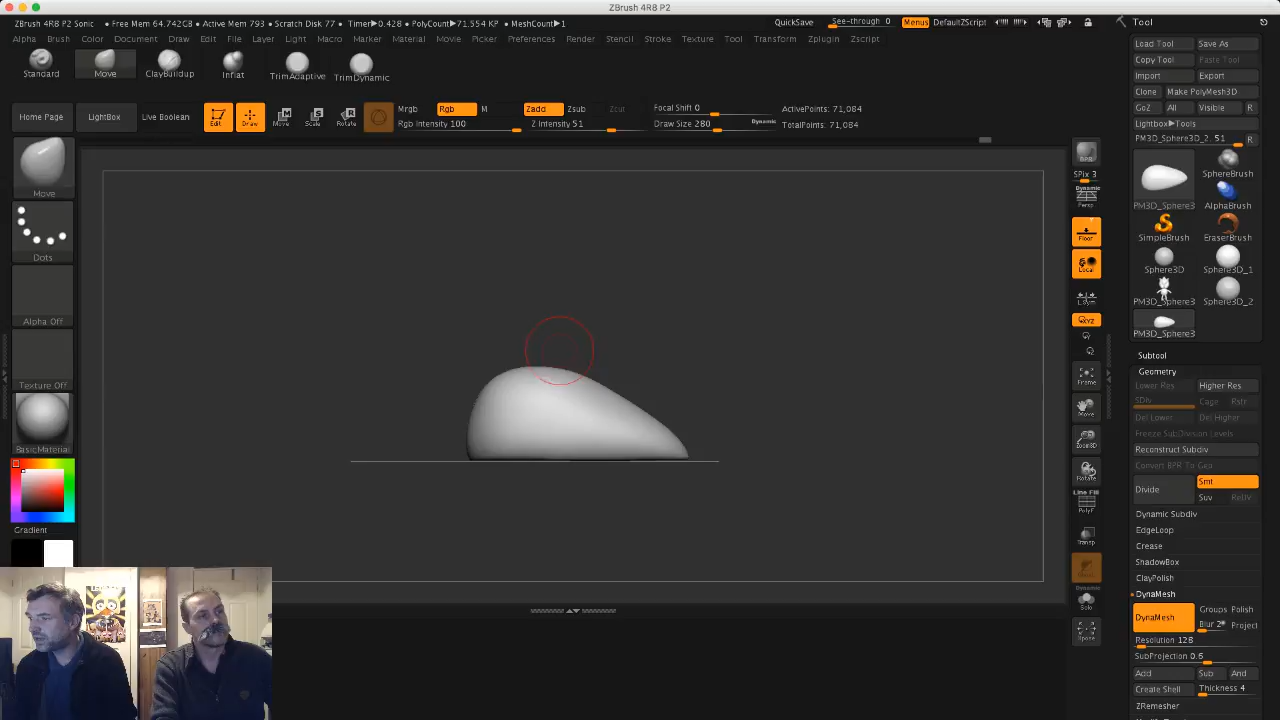 ZBrush 4R8 P2
ZBrush 4R8 P2 Sonic • Free Mem 64.742GB • Active Mem 793 • Scratch Disk 77 • Timer▶0.428 • PolyCount▶71.554 KP • MeshCount▶1
QuickSave See-through 0 Menus DefaultZScript
Tool
Alpha Brush Color Document Draw Edit File Layer Light Macro Marker Material Movie Picker Preferences Render Stencil Stroke Texture Tool Transform Zplugin Zscript
Standard Move ClayBuildup Inflat TrimAdaptive TrimDynamic
Home Page LightBox Live Boolean Edit Draw Move Scale Rotate
Mrgb Rgb M Zadd Zsub Zcut
Rgb Intensity 100 Z Intensity 51
Focal Shift 0
Draw Size 280 Dynamic
ActivePoints: 71,084
TotalPoints: 71,084
Move
Dots
Alpha Off
Texture Off
BasicMaterial
Gradient
BPR
SPix 3
Dynamic
Persp
Floor
Local
L.Sym
XYZ
Frame
Move
Zoom3D
Rotate
Line Fill
PolyF
Transp
Dynamic
Solo
Xpose
Load Tool Save As
Copy Tool Paste Tool
Import Export
Clone Make PolyMesh3D
GoZ All Visible R
Lightbox▶Tools
PM3D_Sphere3D_2. 51 R
PM3D_Sphere3 SphereBrush
AlphaBrush
SimpleBrush EraserBrush
Sphere3D Sphere3D_1
PM3D_Sphere3 Sphere3D_2
PM3D_Sphere3
Subtool
Geometry
Lower Res Higher Res
SDiv Cage Rstr
Del Lower Del Higher
Freeze SubDivision Levels
Reconstruct Subdiv
Convert BPR To Geo
Divide Smt
Suv ReUV
Dynamic Subdiv
EdgeLoop
Crease
ShadowBox
ClayPolish
DynaMesh
DynaMesh Groups Polish
Blur 2 Project
Resolution 128
SubProjection 0.6
Add Sub And
Create Shell Thickness 4
ZRemesher